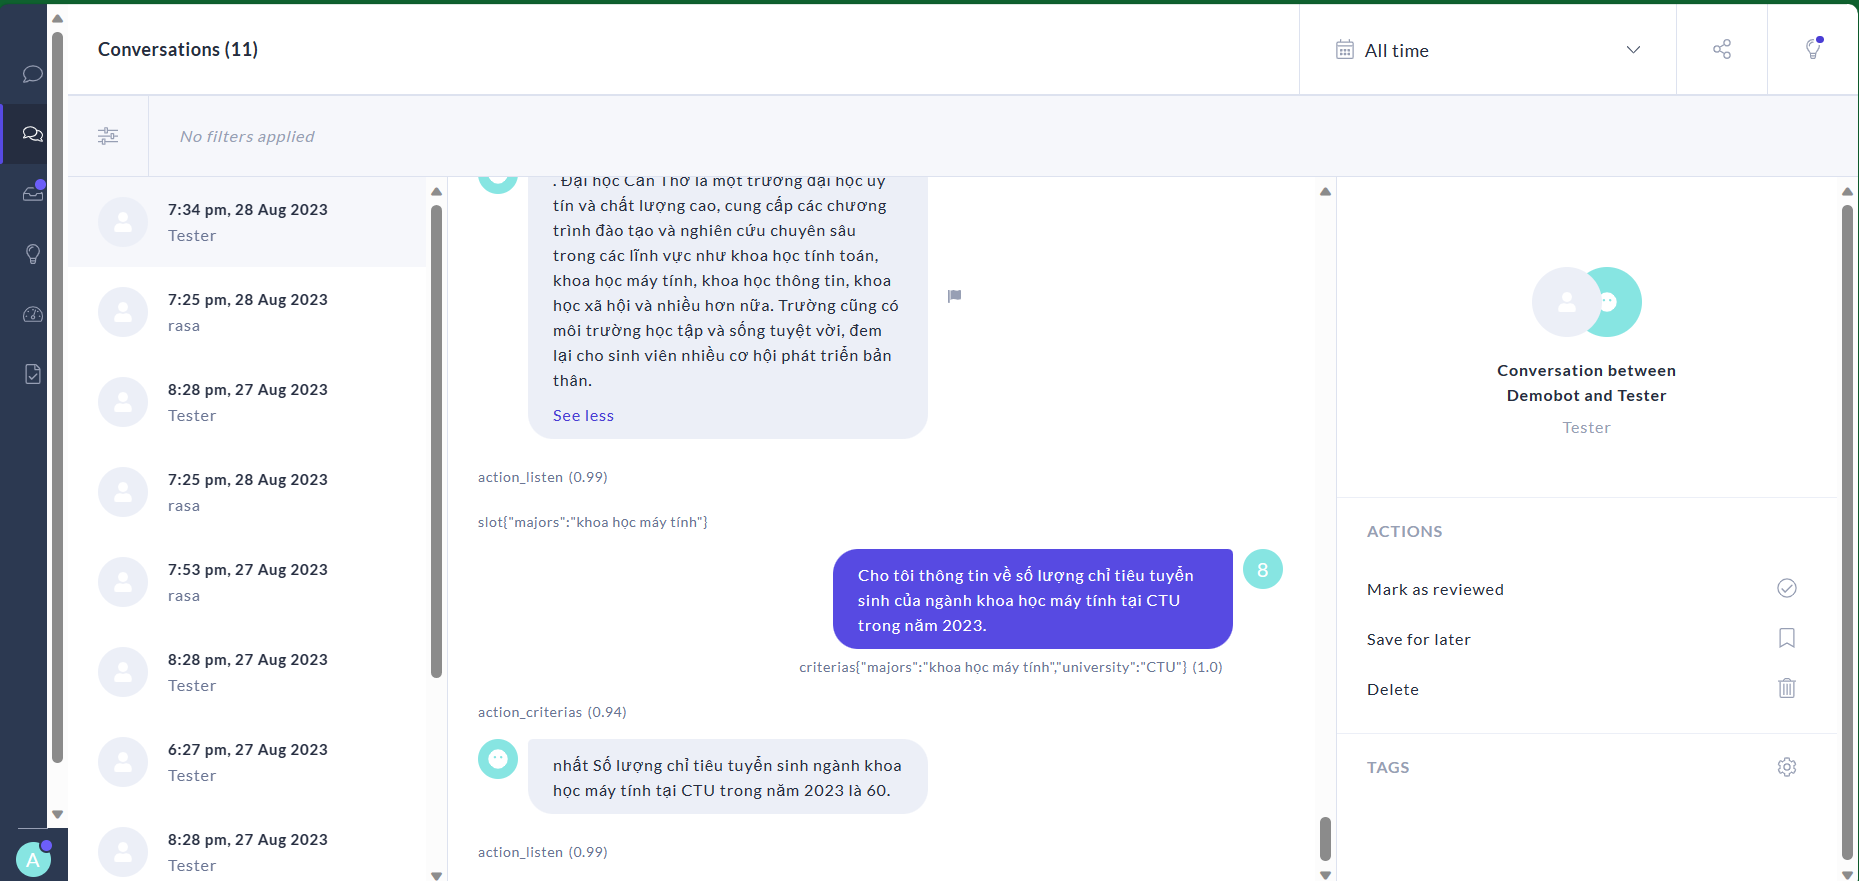 Conversations (11)
All time
No filters applied
7:34 pm, 28 Aug 2023
Tester
7:25 pm, 28 Aug 2023
rasa
8:28 pm, 27 Aug 2023
Tester
7:25 pm, 28 Aug 2023
rasa
7:53 pm, 27 Aug 2023
rasa
8:28 pm, 27 Aug 2023
Tester
6:27 pm, 27 Aug 2023
Tester
8:28 pm, 27 Aug 2023
Tester
A
. Đại học Cần Thơ là một trường đại học uy
tín và chất lượng cao, cung cấp các chương
trình đào tạo và nghiên cứu chuyên sâu
trong các lĩnh vực như khoa học tính toán,
khoa học máy tính, khoa học thông tin, khoa
học xã hội và nhiều hơn nữa. Trường cũng có
môi trường học tập và sống tuyệt vời, đem
lại cho sinh viên nhiều cơ hội phát triển bản
thân.
See less
action_listen (0.99)
slot{"majors":"khoa học máy tính"}
Cho tôi thông tin về số lượng chỉ tiêu tuyển
sinh của ngành khoa học máy tính tại CTU
trong năm 2023.
8
criterias{"majors":"khoa học máy tính","university":"CTU"} (1.0)
action_criterias (0.94)
nhất Số lượng chỉ tiêu tuyển sinh ngành khoa
học máy tính tại CTU trong năm 2023 là 60.
action_listen (0.99)
Conversation between
Demobot and Tester
Tester
ACTIONS
Mark as reviewed
Save for later
Delete
TAGS